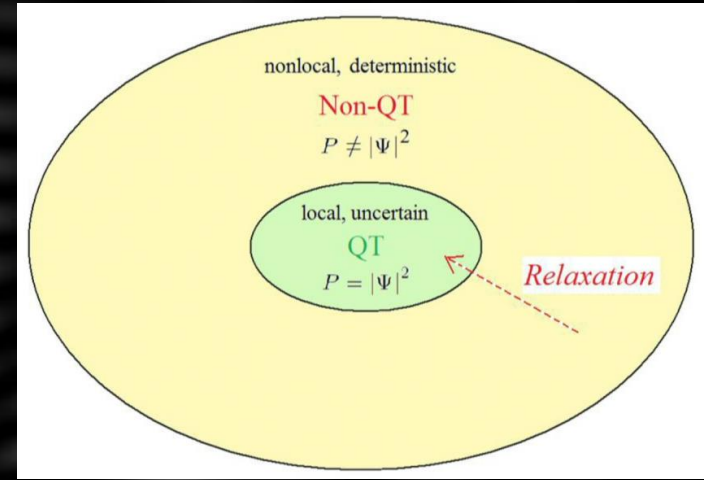 nonlocal, deterministic
Non-QT
P ≠ |Ψ|²
local, uncertain
QT
P = |Ψ|²
Relaxation